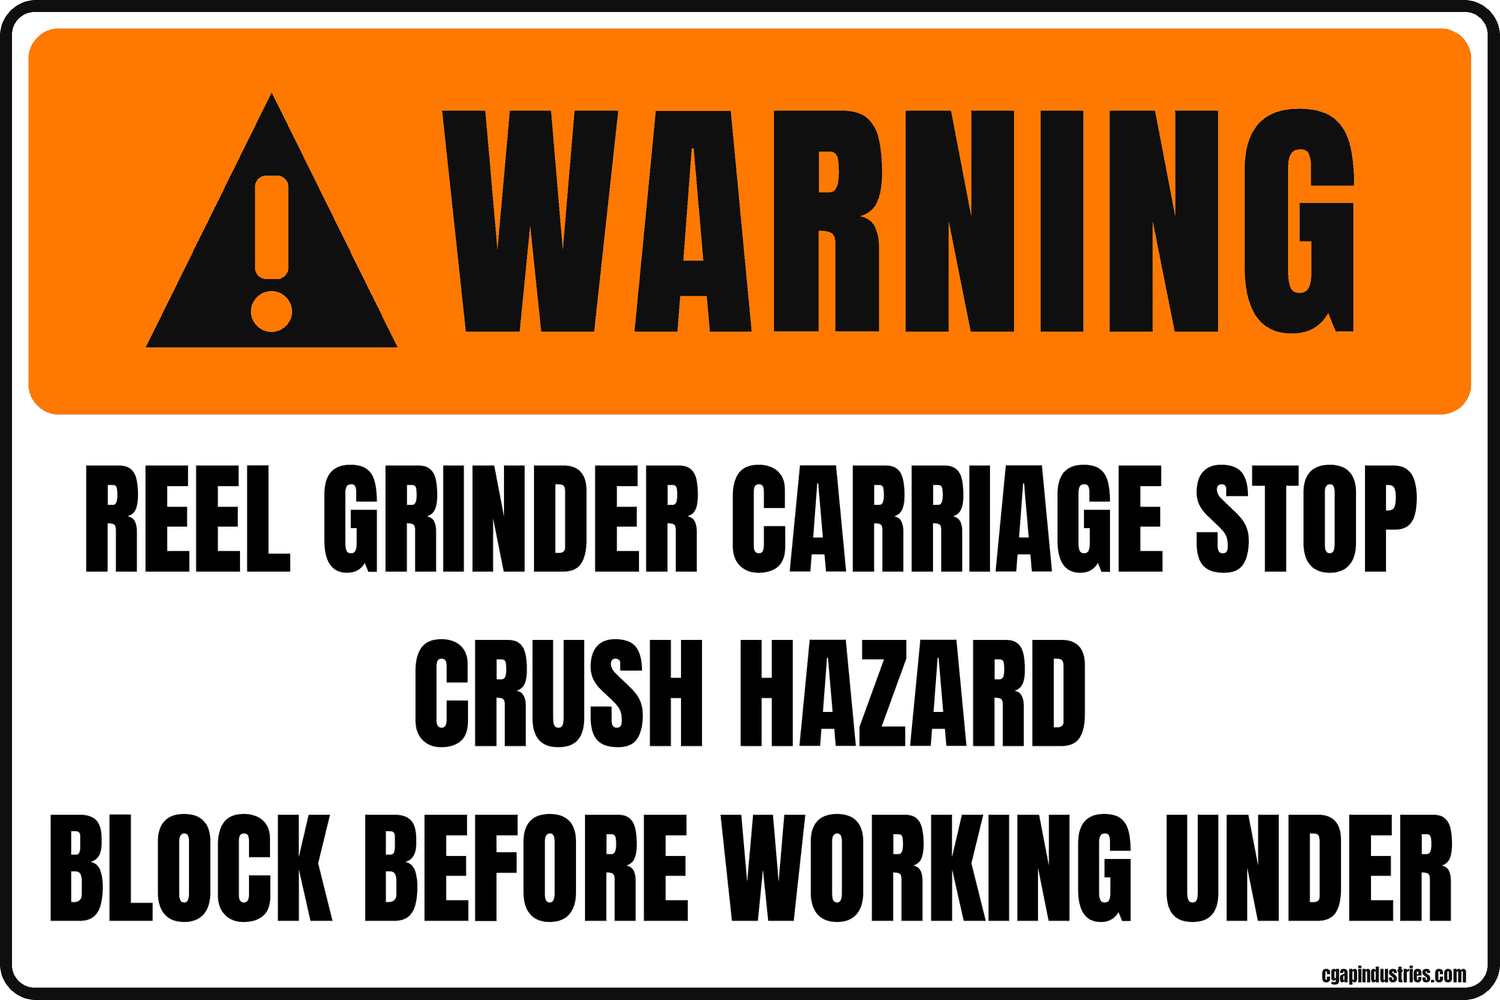 WARNING
REEL GRINDER CARRIAGE STOP
CRUSH HAZARD
BLOCK BEFORE WORKING UNDER
cgapindustries.com